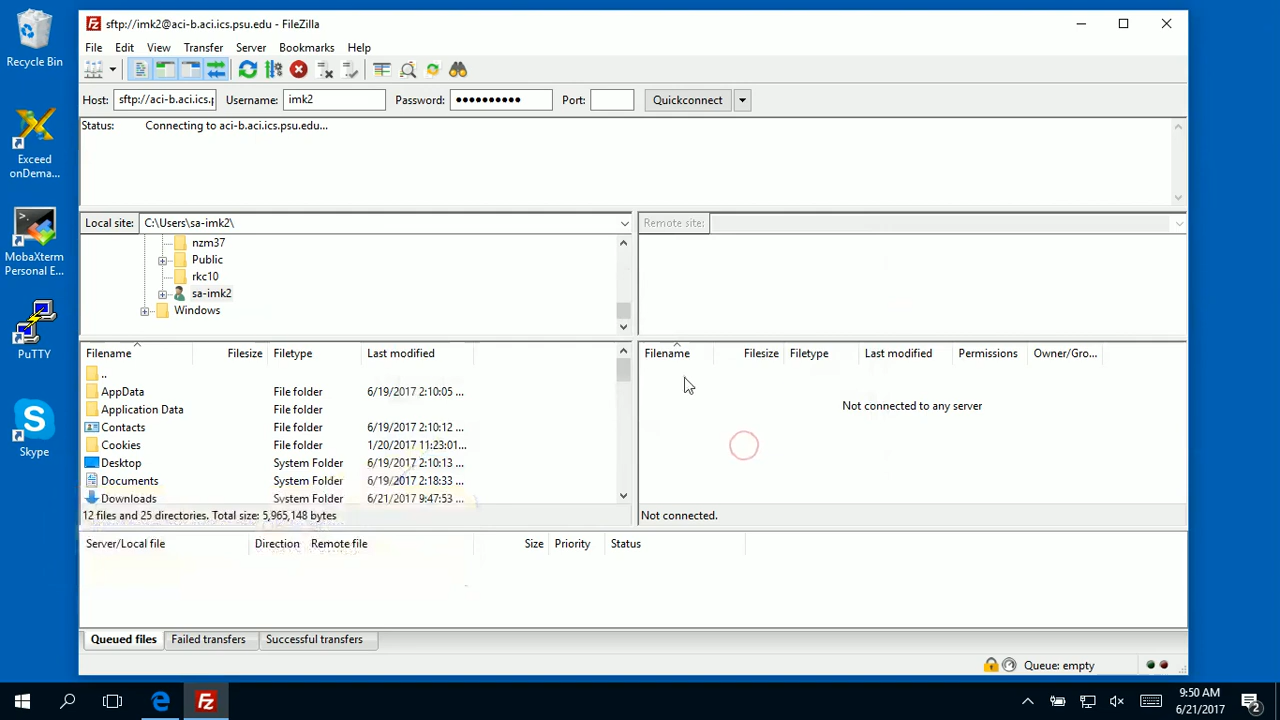 sftp://imk2@aci-b.aci.ics.psu.edu - FileZilla
File Edit View Transfer Server Bookmarks Help
Host: sftp://aci-b.aci.ics. Username: imk2 Password: •••••••••• Port: Quickconnect
Status: Connecting to aci-b.aci.ics.psu.edu...
Local site: C:\Users\sa-imk2\
Remote site:
nzm37
Public
rkc10
sa-imk2
Windows
Filename Filesize Filetype Last modified
..
AppData File folder 6/19/2017 2:10:05 ...
Application Data File folder
Contacts File folder 6/19/2017 2:10:12 ...
Cookies File folder 1/20/2017 11:23:01...
Desktop System Folder 6/19/2017 2:10:13 ...
Documents System Folder 6/19/2017 2:18:33 ...
Downloads System Folder 6/21/2017 9:47:53 ...
12 files and 25 directories. Total size: 5,965,148 bytes
Filename Filesize Filetype Last modified Permissions Owner/Gro...
Not connected to any server
Not connected.
Server/Local file Direction Remote file Size Priority Status
Queued files Failed transfers Successful transfers
Queue: empty
Recycle Bin
Exceed
onDema...
MobaXterm
Personal E...
PuTTY
Skype
9:50 AM
6/21/2017
2